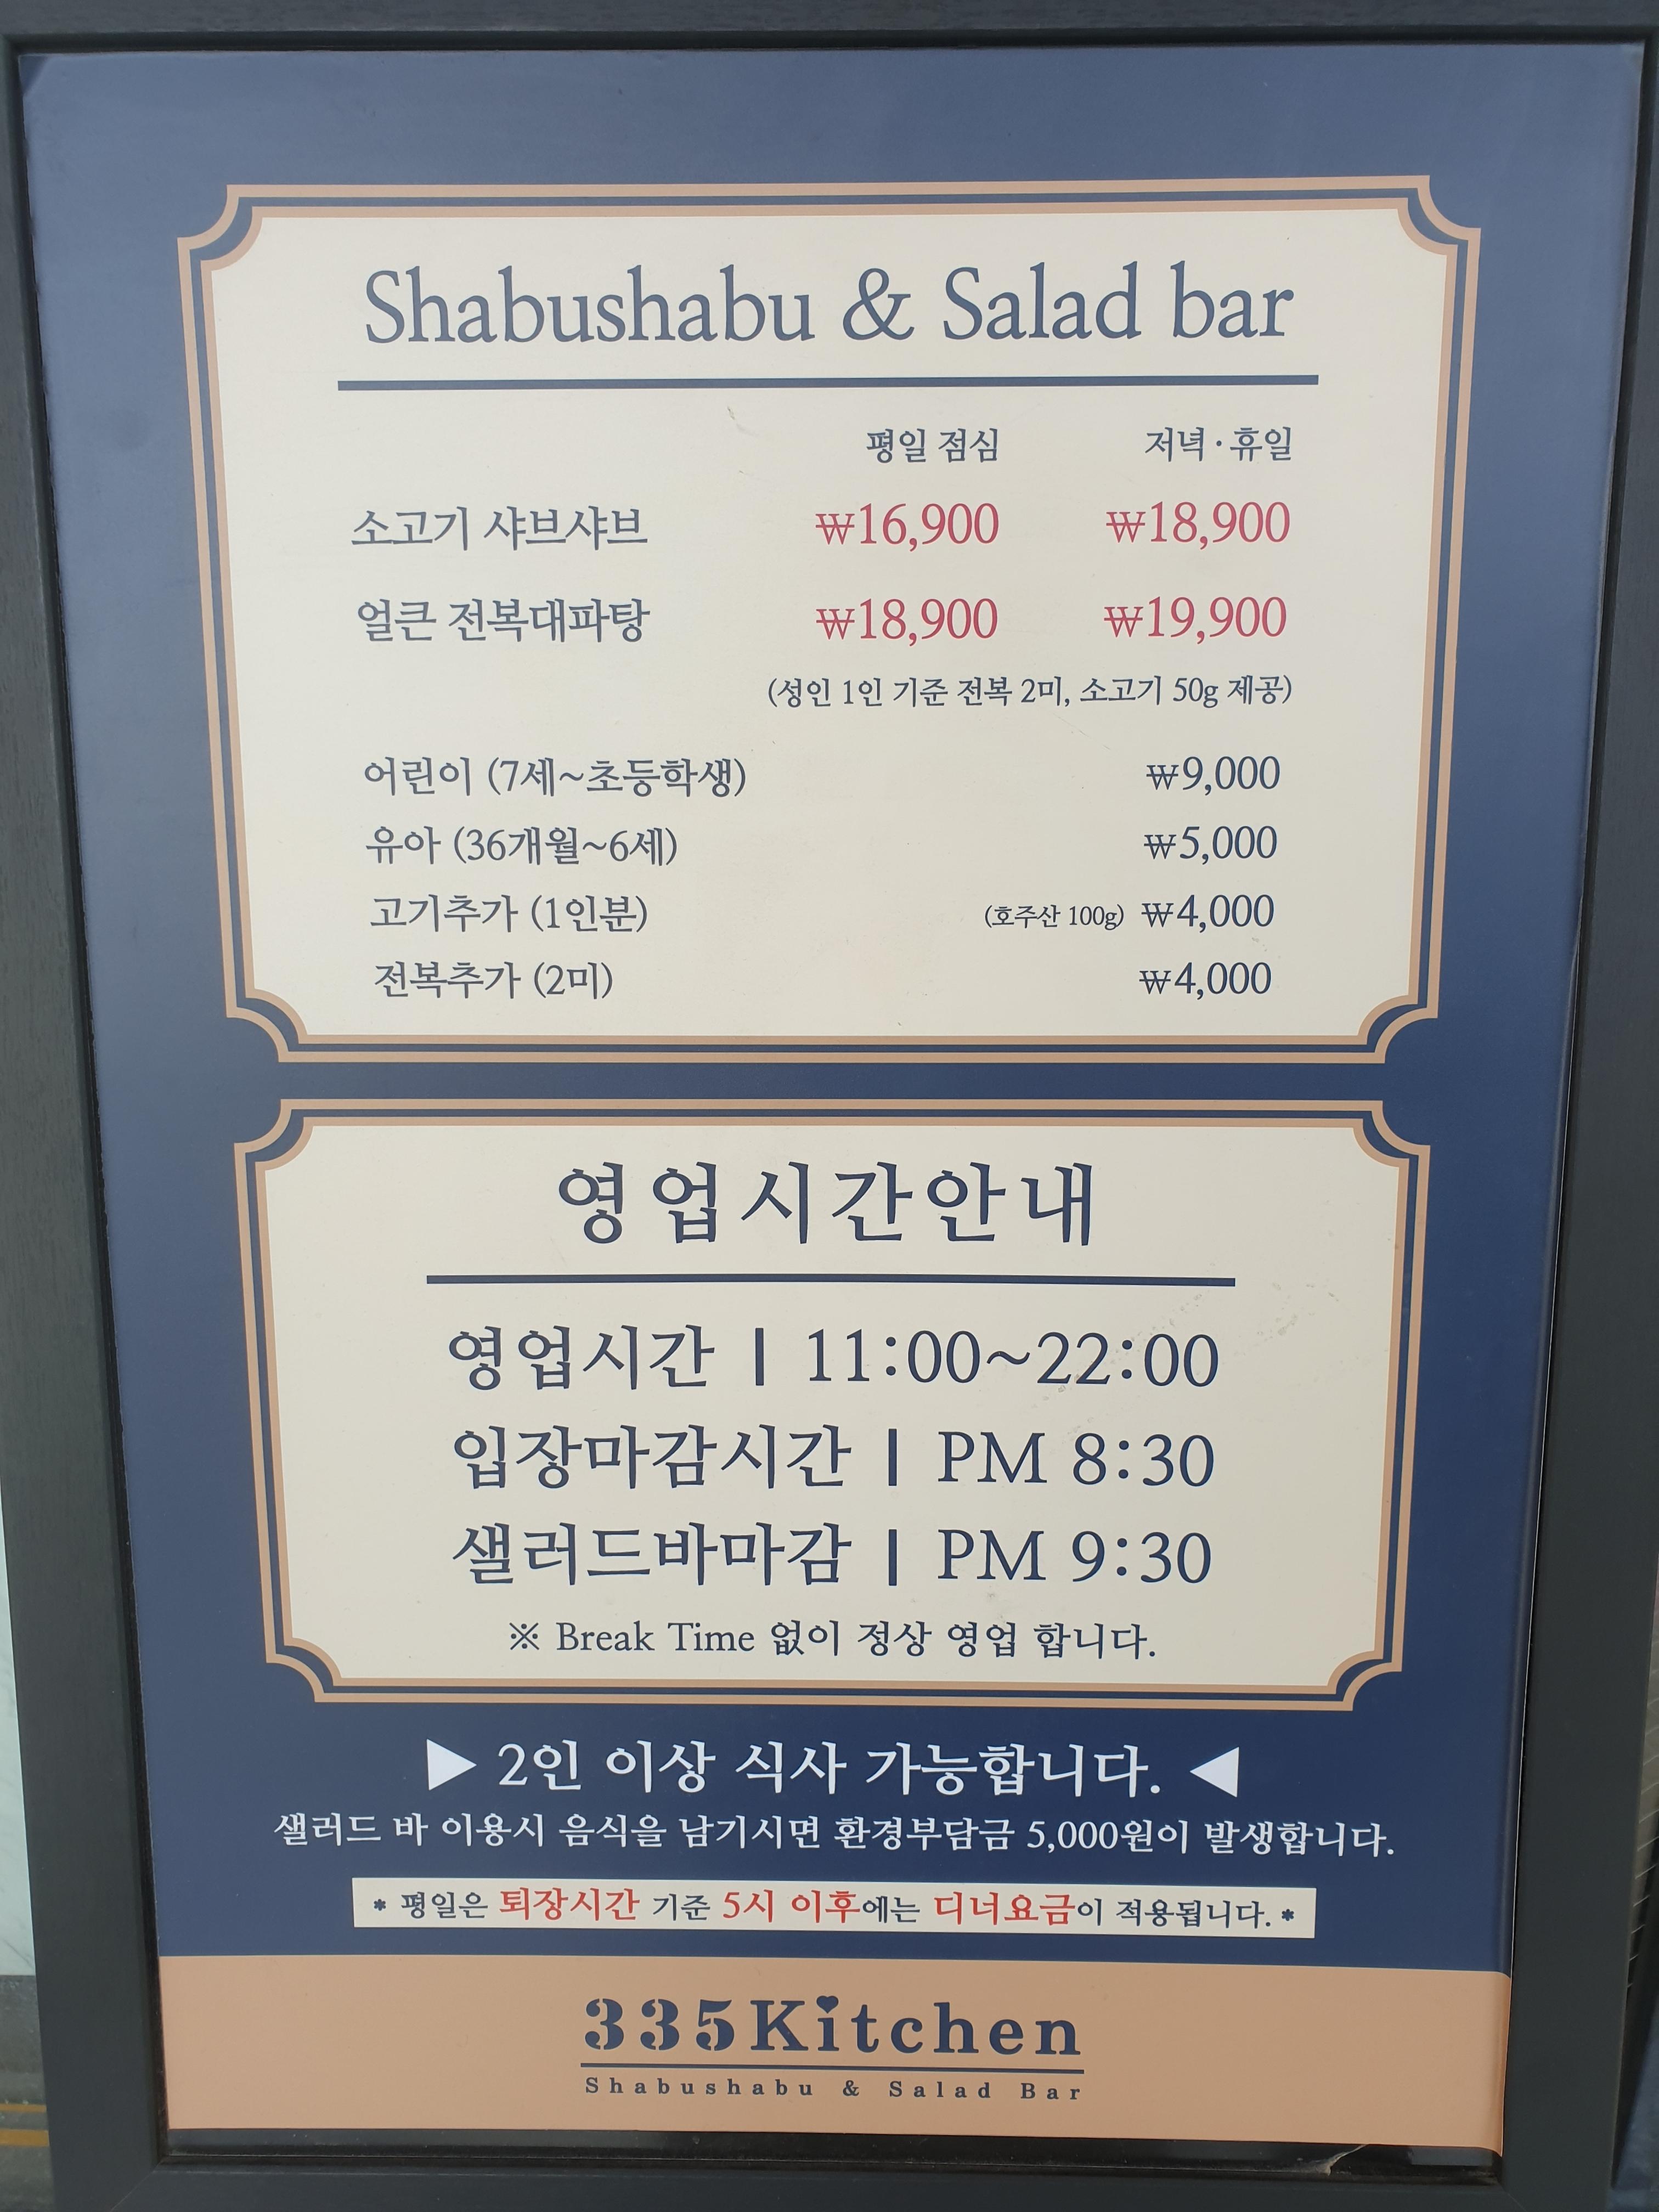 Shabushabu & Salad bar
평일 점심 저녁·휴일
소고기 샤브샤브 ₩16,900 ₩18,900
얼큰 전복대파탕 ₩18,900 ₩19,900
(성인 1인 기준 전복 2미, 소고기 50g 제공)
어린이 (7세~초등학생) ₩9,000
유아 (36개월~6세) ₩5,000
고기추가 (1인분) (호주산 100g) ₩4,000
전복추가 (2미) ₩4,000
영업시간안내
영업시간 | 11:00~22:00
입장마감시간 | PM 8:30
샐러드바마감 | PM 9:30
※ Break Time 없이 정상 영업 합니다.
▶ 2인 이상 식사 가능합니다. ◀
샐러드 바 이용시 음식을 남기시면 환경부담금 5,000원이 발생합니다.
* 평일은 퇴장시간 기준 5시 이후에는 디너요금이 적용됩니다. *
335Kitchen
Shabushabu & Salad Bar